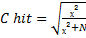 C hit = √(x²/(x²+N))